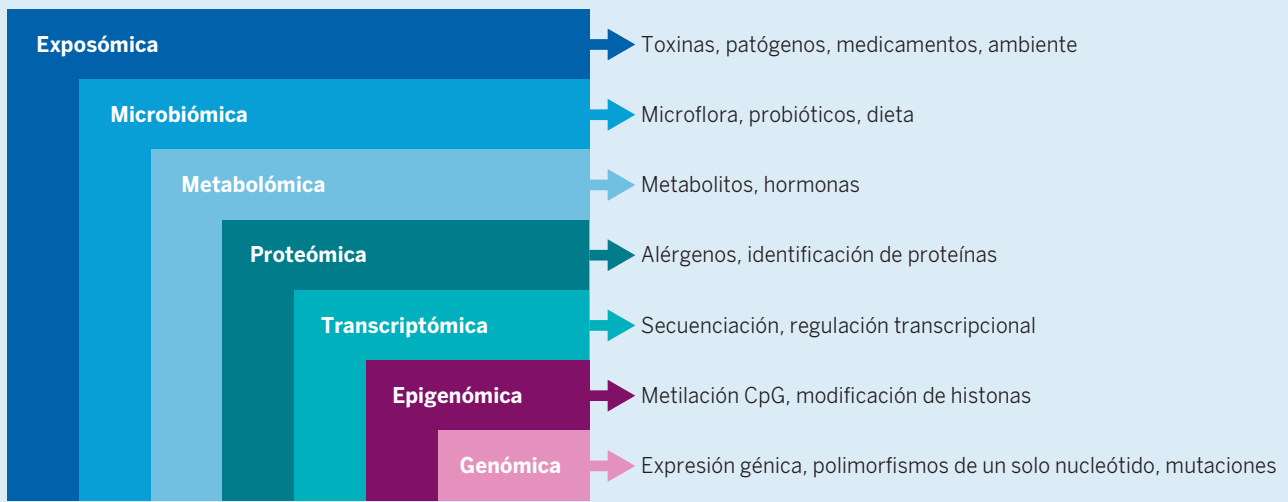 Exposómica
Toxinas, patógenos, medicamentos, ambiente
Microbiómica
Microflora, probióticos, dieta
Metabolómica
Metabolitos, hormonas
Proteómica
Alérgenos, identificación de proteínas
Transcriptómica
Secuenciación, regulación transcripcional
Epigenómica
Metilación CpG, modificación de histonas
Genómica
Expresión génica, polimorfismos de un solo nucleótido, mutaciones